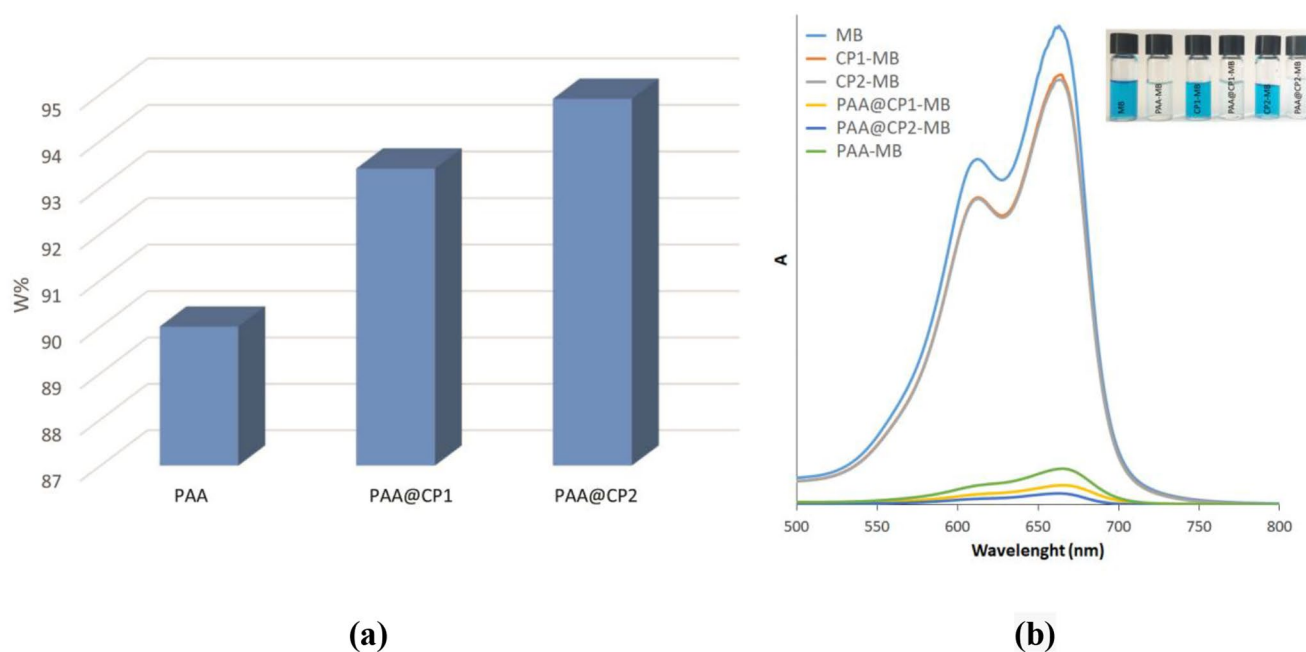 95
94
93
92
91
90
89
88
87
W%
PAA
PAA@CP1
PAA@CP2
(a)
MB
CP1-MB
CP2-MB
PAA@CP1-MB
PAA@CP2-MB
PAA-MB
MB
PAA-MB
CP1-MB
PAA@CP1-MB
CP2-MB
PAA@CP2-MB
A
500 550 600 650 700 750 800
Wavelenght (nm)
(b)